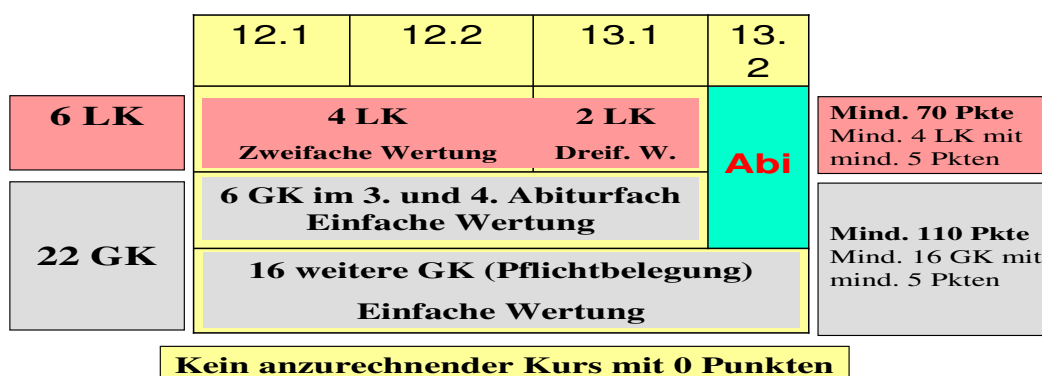 12.1 12.2 13.1 13.
2
6 LK
4 LK 2 LK
Zweifache Wertung Dreif. W.
Abi
Mind. 70 Pkte
Mind. 4 LK mit
mind. 5 Pkten
22 GK
6 GK im 3. und 4. Abiturfach
Einfache Wertung
16 weitere GK (Pflichtbelegung)
Einfache Wertung
Mind. 110 Pkte
Mind. 16 GK mit
mind. 5 Pkten
Kein anzurechnender Kurs mit 0 Punkten